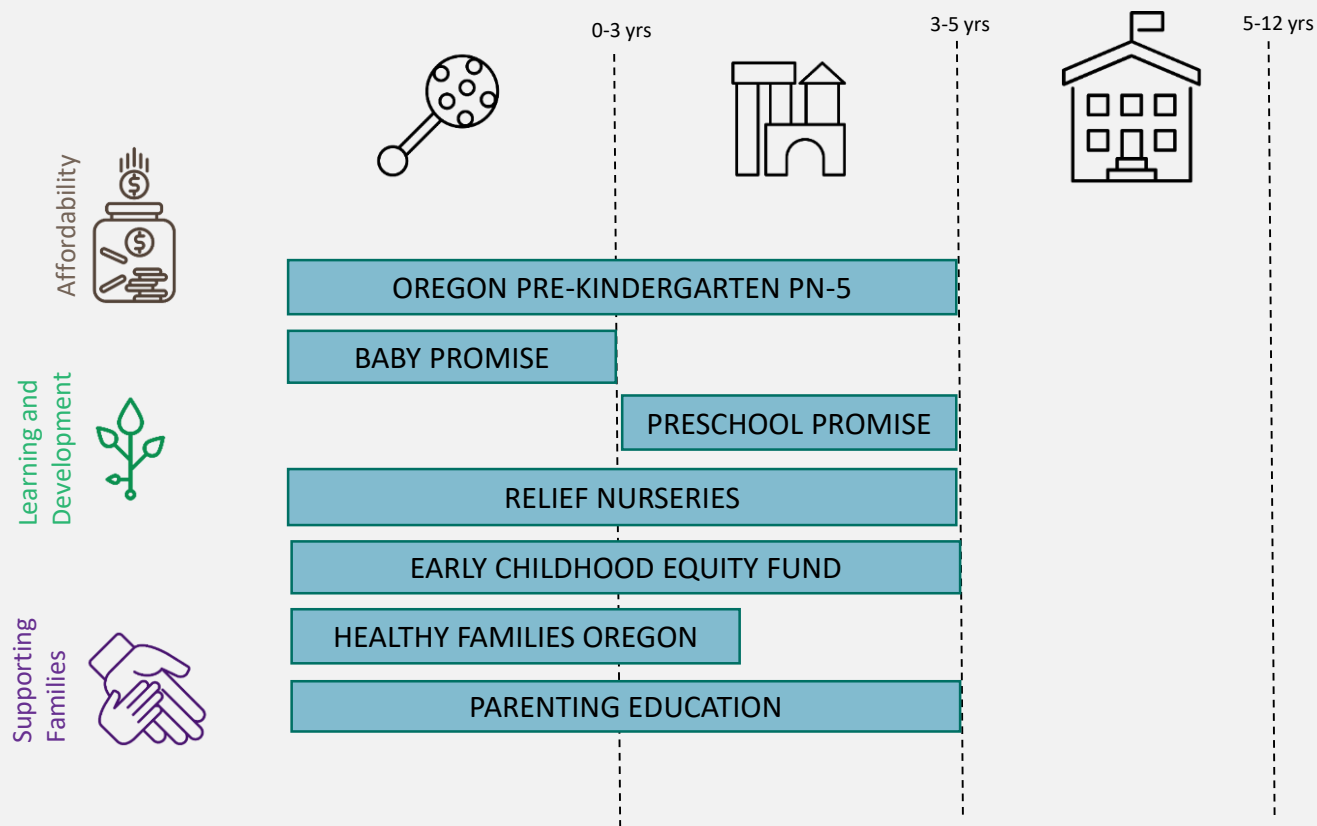 0-3 yrs
3-5 yrs
5-12 yrs
Affordability
$
$
OREGON PRE-KINDERGARTEN PN-5
BABY PROMISE
Learning and
Development
PRESCHOOL PROMISE
RELIEF NURSERIES
EARLY CHILDHOOD EQUITY FUND
Supporting
Families
HEALTHY FAMILIES OREGON
PARENTING EDUCATION